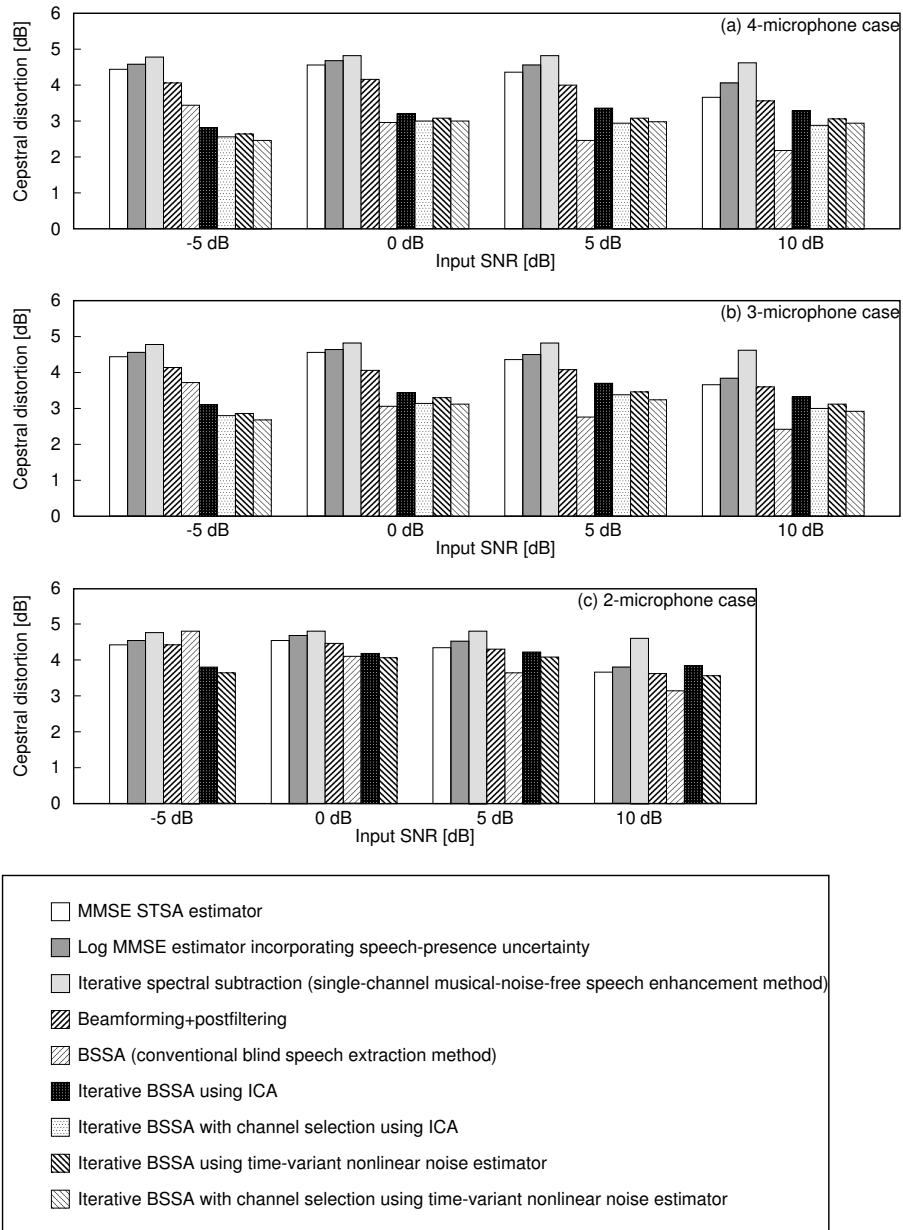 (a) 4-microphone case
Cepstral distortion [dB]
6
5
4
3
2
1
0
-5 dB 0 dB 5 dB 10 dB
Input SNR [dB]
(b) 3-microphone case
Cepstral distortion [dB]
6
5
4
3
2
1
0
-5 dB 0 dB 5 dB 10 dB
Input SNR [dB]
(c) 2-microphone case
Cepstral distortion [dB]
6
5
4
3
2
1
0
-5 dB 0 dB 5 dB 10 dB
Input SNR [dB]
MMSE STSA estimator
Log MMSE estimator incorporating speech-presence uncertainty
Iterative spectral subtraction (single-channel musical-noise-free speech enhancement method)
Beamforming+postfiltering
BSSA (conventional blind speech extraction method)
Iterative BSSA using ICA
Iterative BSSA with channel selection using ICA
Iterative BSSA using time-variant nonlinear noise estimator
Iterative BSSA with channel selection using time-variant nonlinear noise estimator